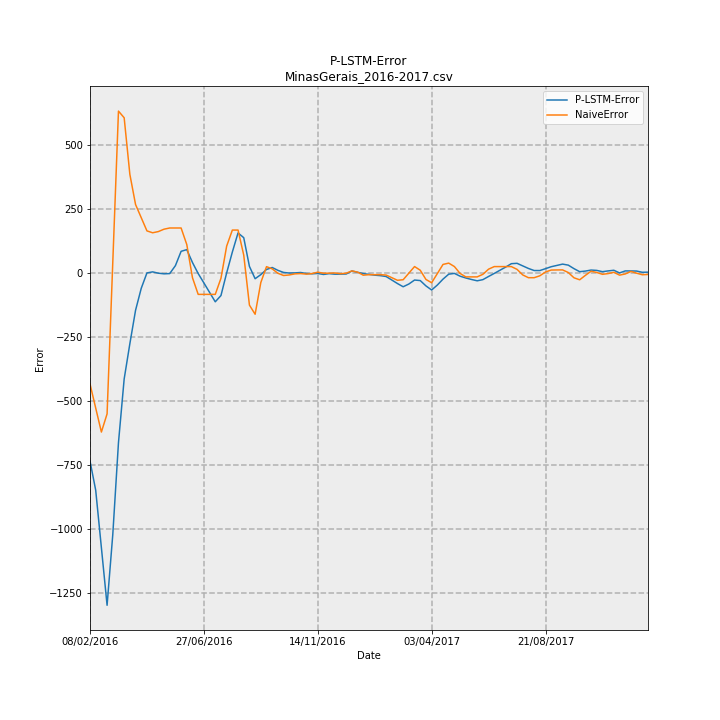 P-LSTM-Error
MinasGerais_2016-2017.csv
P-LSTM-Error
NaiveError
500
250
0
−250
−500
−750
−1000
−1250
Error
08/02/2016 27/06/2016 14/11/2016 03/04/2017 21/08/2017
Date